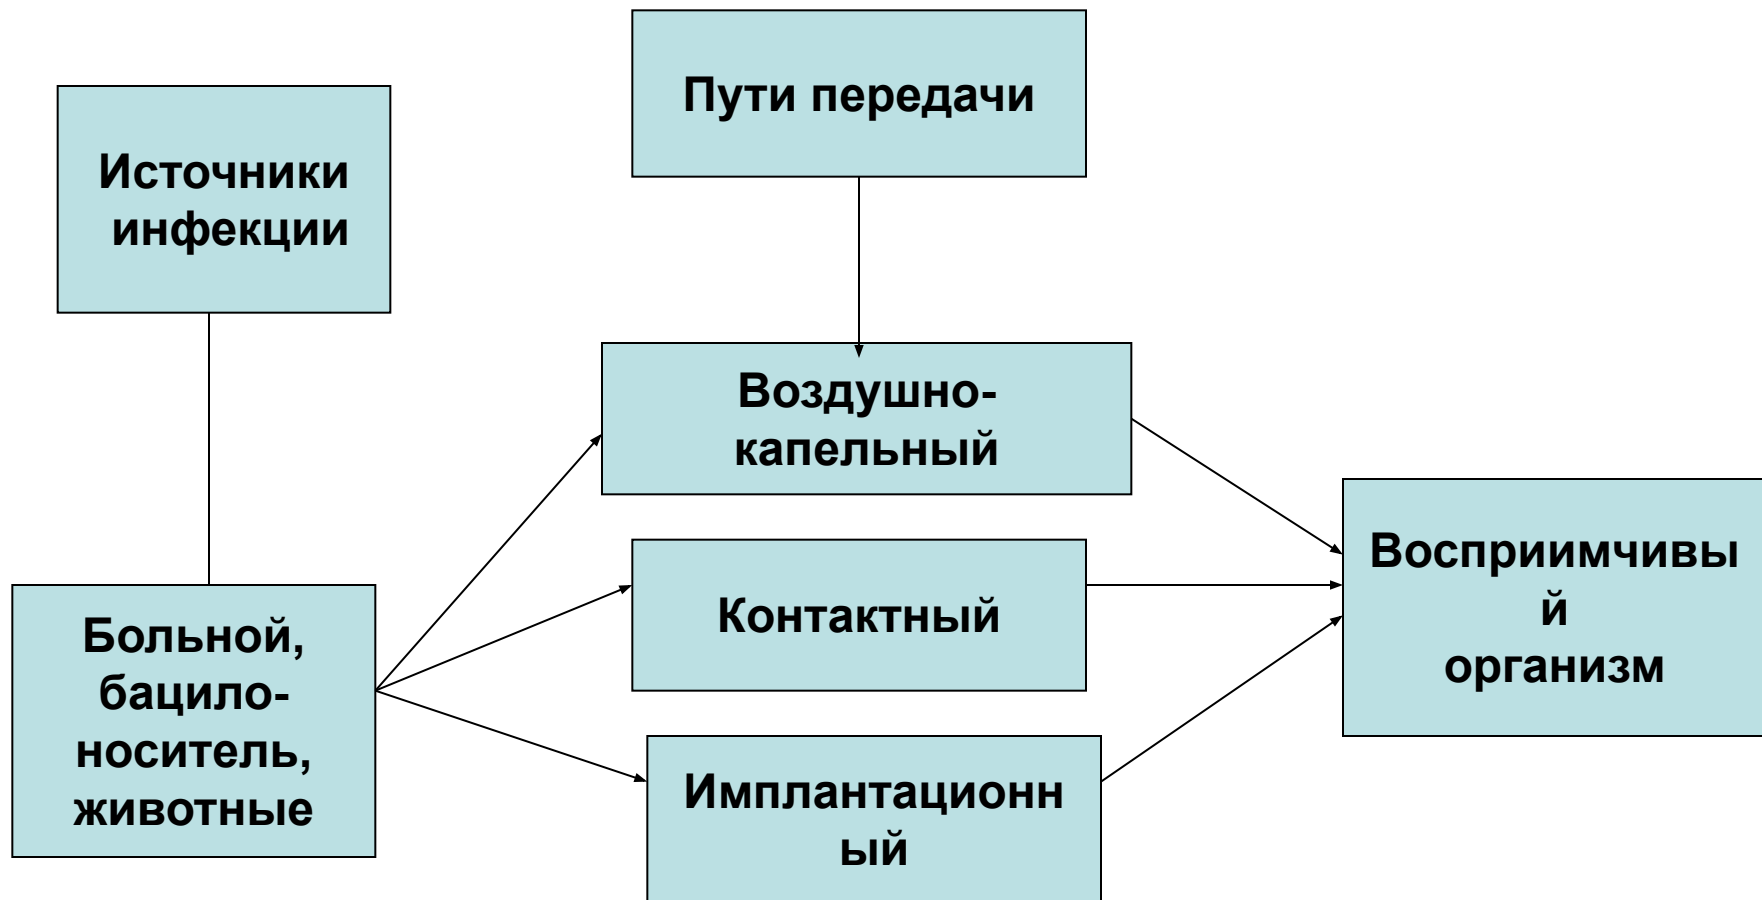 Пути передачи
Источники
инфекции
Воздушно-
капельный
Контактный
Имплантационн
ый
Больной,
бацило-
носитель,
животные
Восприимчивы
й
организм